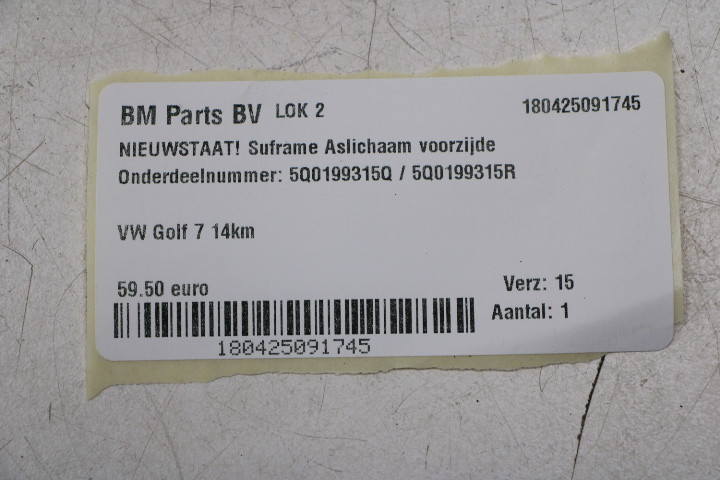 BM Parts BV LOK 2 180425091745
NIEUWSTAAT! Suframe Aslichaam voorzijde
Onderdeelnummer: 5Q0199315Q / 5Q0199315R
VW Golf 7 14km
59.50 euro Verz: 15
Aantal: 1
180425091745